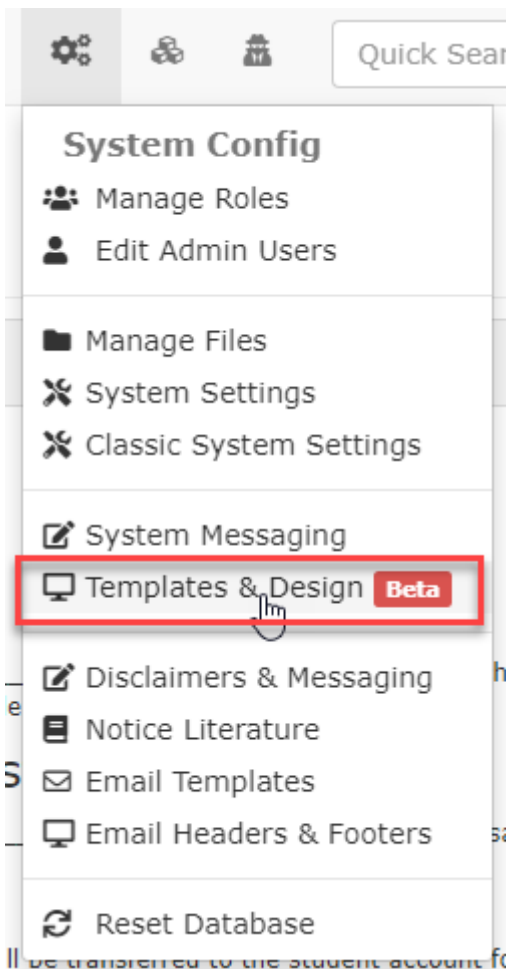 Quick Sear
System Config
Manage Roles
Edit Admin Users
Manage Files
System Settings
Classic System Settings
System Messaging
Templates & Design Beta
Disclaimers & Messaging
Notice Literature
Email Templates
Email Headers & Footers
Reset Database
ll be transferred to the student account fo